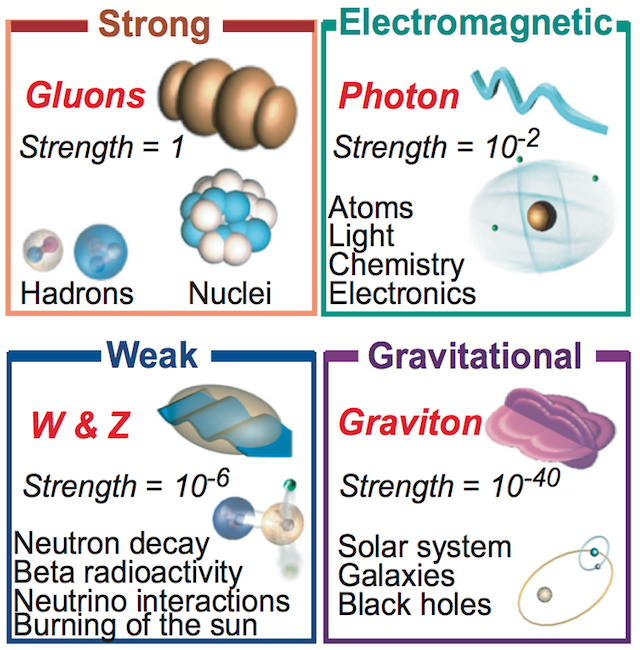 Strong
Gluons
Strength = 1
Hadrons
Nuclei
Electromagnetic
Photon
Strength = 10⁻²
Atoms
Light
Chemistry
Electronics
Weak
W & Z
Strength = 10⁻⁶
Neutron decay
Beta radioactivity
Neutrino interactions
Burning of the sun
Gravitational
Graviton
Strength = 10⁻⁴⁰
Solar system
Galaxies
Black holes